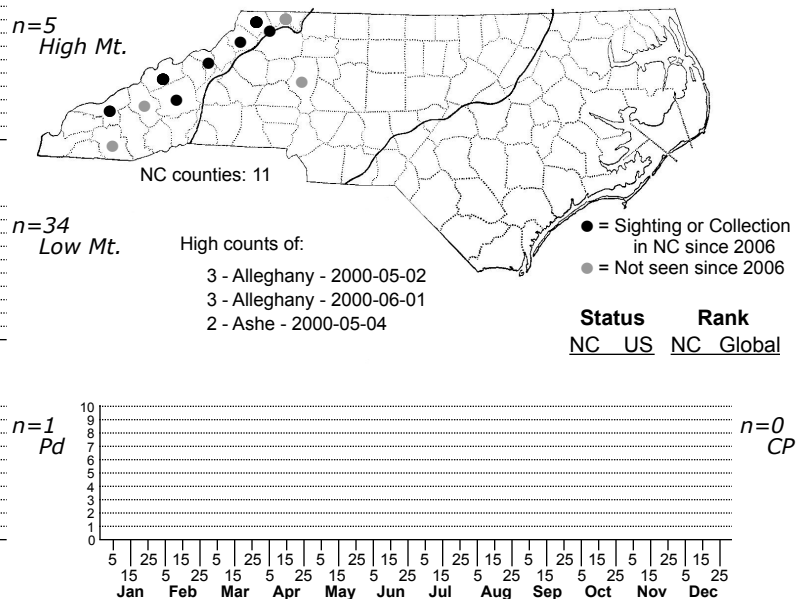 n=5
High Mt.
NC counties: 11
n=34
Low Mt.
High counts of:
3 - Alleghany - 2000-05-02
3 - Alleghany - 2000-06-01
2 - Ashe - 2000-05-04
= Sighting or Collection
in NC since 2006
= Not seen since 2006
Status Rank
NC US NC Global
n=1
Pd
n=0
CP
10
9
8
7
6
5
4
3
2
1
0
5 25 15 5 25 15 5 25 15 5 25 15 5 25 15 5 25 15
15 5 25 15 5 25 15 5 25 15 5 25 15 5 25 15 5 25
Jan Feb Mar Apr May Jun Jul Aug Sep Oct Nov Dec